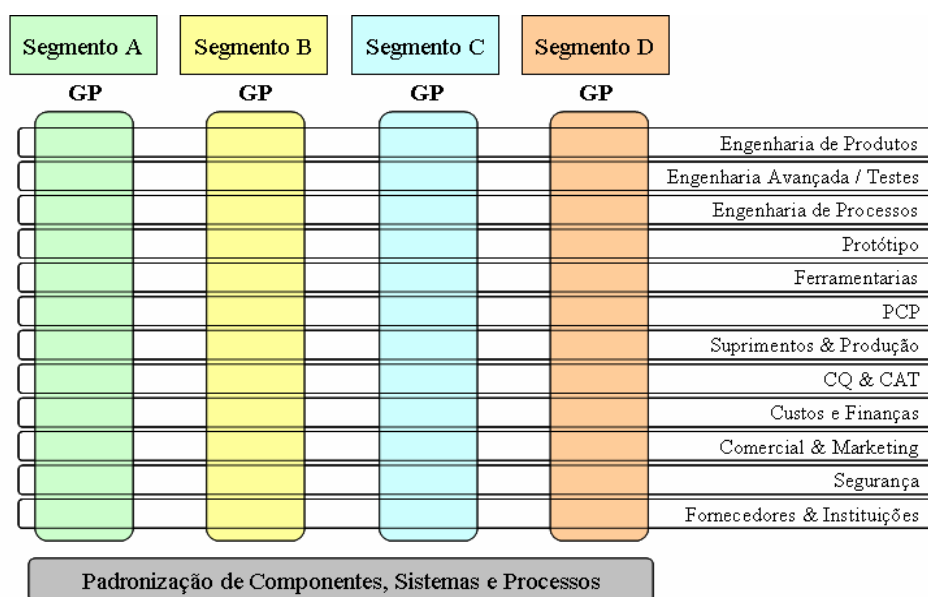 Segmento A
Segmento B
Segmento C
Segmento D
GP
GP
GP
GP
Engenharia de Produtos
Engenharia Avançada / Testes
Engenharia de Processos
Protótipo
Ferramentarias
PCP
Suprimentos & Produção
CQ & CAT
Custos e Finanças
Comercial & Marketing
Segurança
Fornecedores & Instituições
Padronização de Componentes, Sistemas e Processos